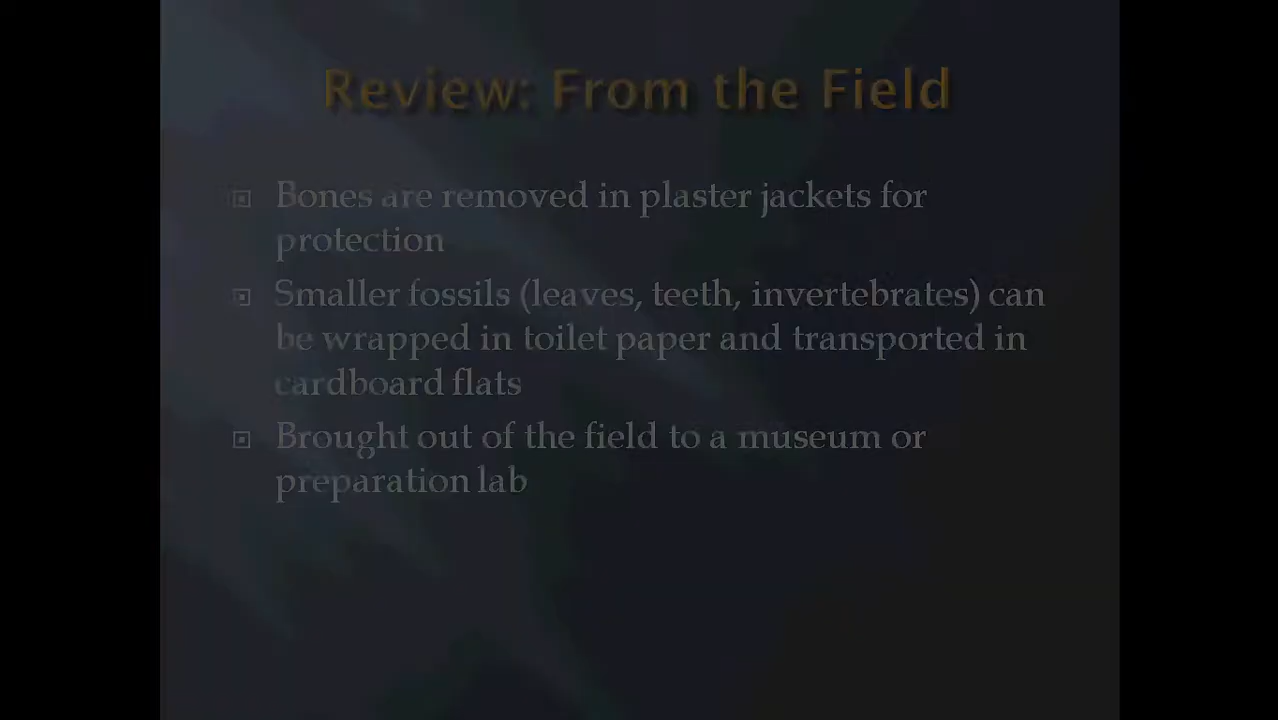 Review: From the Field
Bones are removed in plaster jackets for
protection
Smaller fossils (leaves, teeth, invertebrates) can
be wrapped in toilet paper and transported in
cardboard flats
Brought out of the field to a museum or
preparation lab